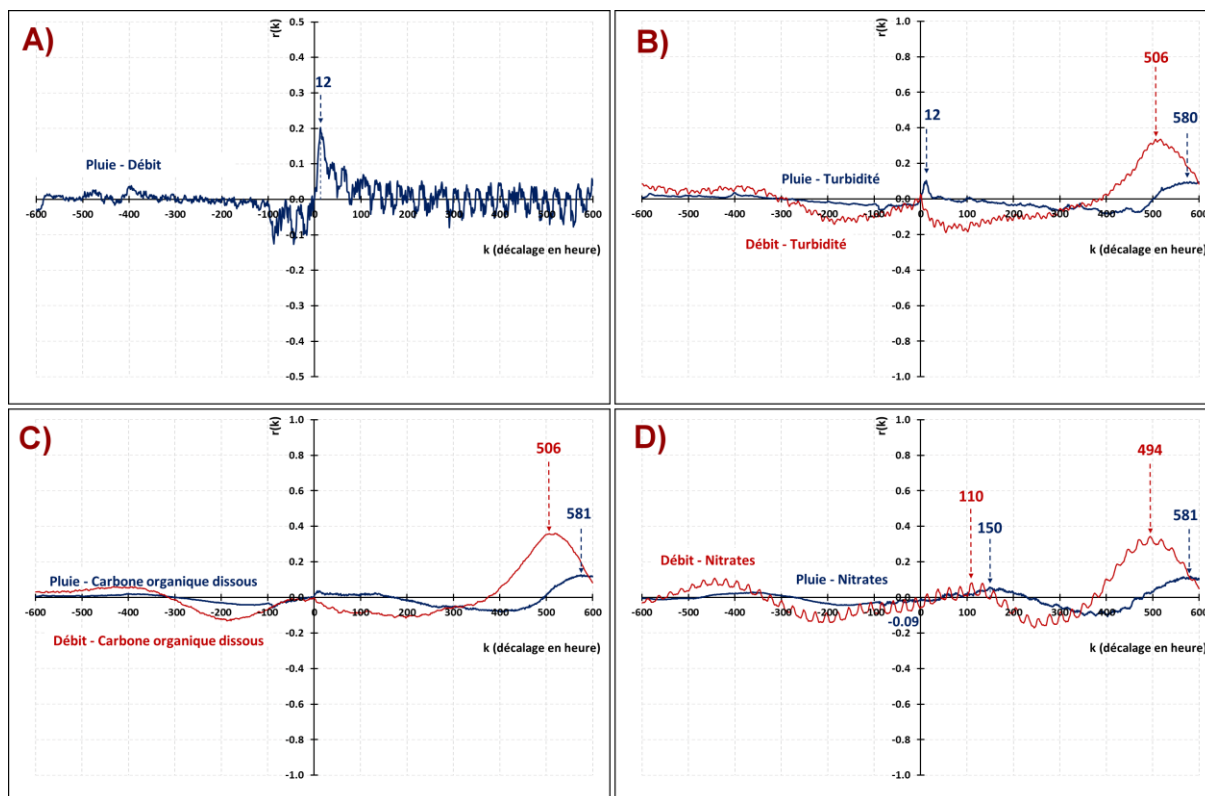 A)
r(k)
0.5
0.4
0.3
12
0.2
Pluie - Débit
0.1
0.0
-600 -500 -400 -300 -200 -100 0 100 200 300 400 500 600
-0.1
k (décalage en heure)
-0.2
-0.3
-0.4
-0.5
B)
r(k)
1.0
0.8
506
0.6
580
0.4
12
0.2
Pluie - Turbidité
0.0
-600 -500 -400 -300 -200 -100 0 100 200 300 400 500 600
-0.2
Débit - Turbidité
k (décalage en heure)
-0.4
-0.6
-0.8
-1.0
C)
r(k)
1.0
0.8
506
0.6
581
0.4
0.2
Pluie - Carbone organique dissous
0.0
-600 -500 -400 -300 -200 -100 0 100 200 300 400 500 600
-0.2
Débit - Carbone organique dissous
k (décalage en heure)
-0.4
-0.6
-0.8
-1.0
D)
r(k)
1.0
0.8
494
0.6
110
581
150
0.4
Débit - Nitrates
0.2
Pluie - Nitrates
0.0
-600 -500 -400 -300 -200 -100 0 100 200 300 400 500 600
-0.09
-0.2
k (décalage en heure)
-0.4
-0.6
-0.8
-1.0